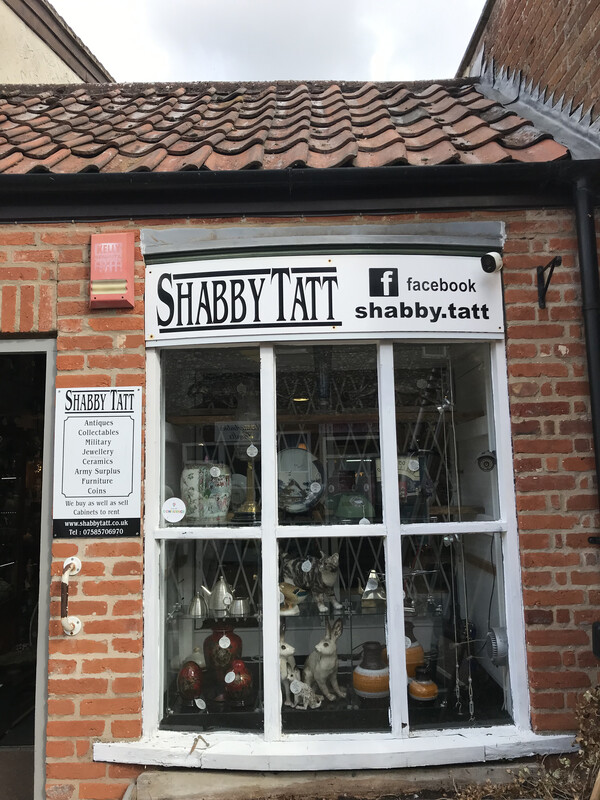 SHABBY TATT
f facebook
shabby.tatt
SHABBY TATT
Antiques
Collectables
Military
Jewellery
Ceramics
Army Surplus
Furniture
Coins
We buy as well as sell
Cabinets to rent
www.shabbytatt.co.uk
Tel : 07585706970